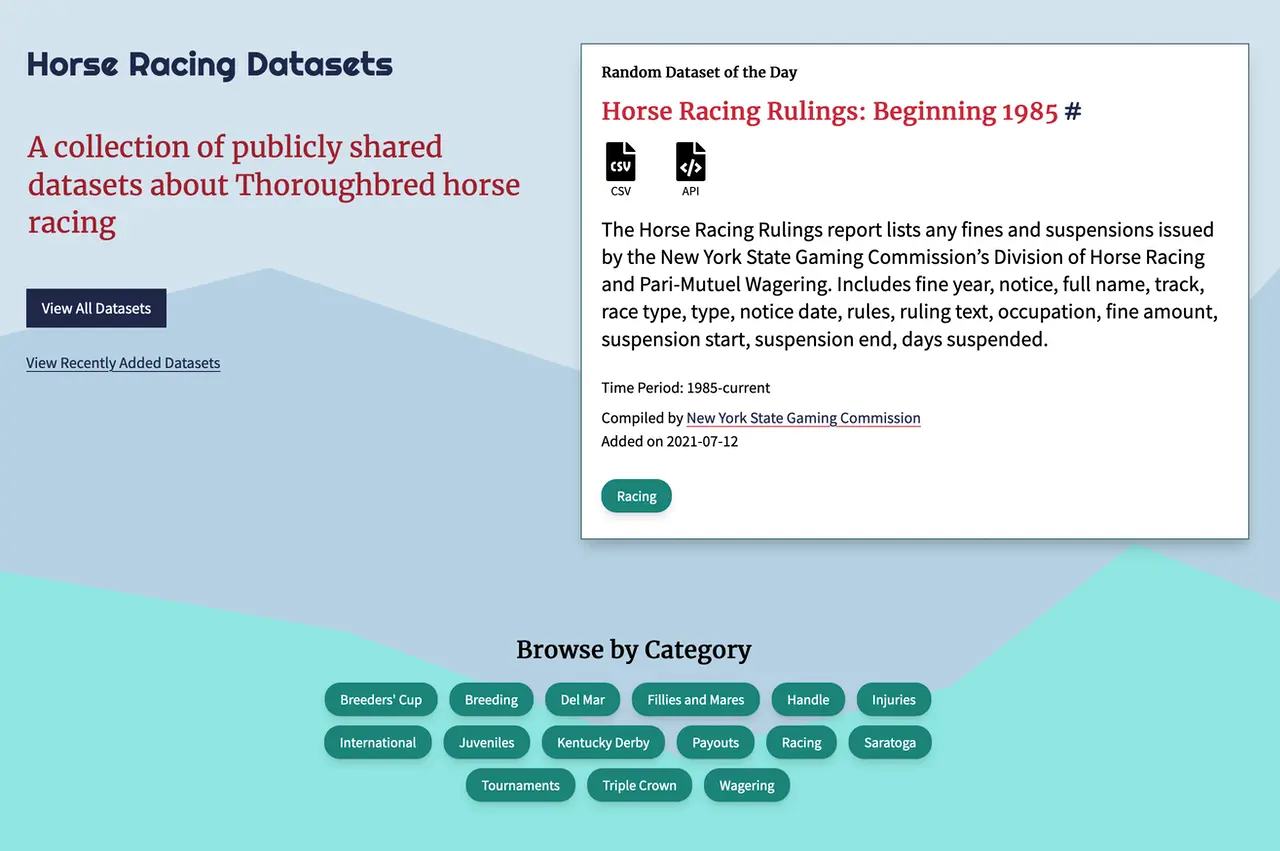 Horse Racing Datasets
A collection of publicly shared
datasets about Thoroughbred horse
racing
View All Datasets
View Recently Added Datasets
Random Dataset of the Day
Horse Racing Rulings: Beginning 1985 #
CSV
CSV API
The Horse Racing Rulings report lists any fines and suspensions issued
by the New York State Gaming Commission’s Division of Horse Racing
and Pari-Mutuel Wagering. Includes fine year, notice, full name, track,
race type, type, notice date, rules, ruling text, occupation, fine amount,
suspension start, suspension end, days suspended.
Time Period: 1985-current
Compiled by New York State Gaming Commission
Added on 2021-07-12
Racing
Browse by Category
Breeders' Cup Breeding Del Mar Fillies and Mares Handle Injuries
International Juveniles Kentucky Derby Payouts Racing Saratoga
Tournaments Triple Crown Wagering